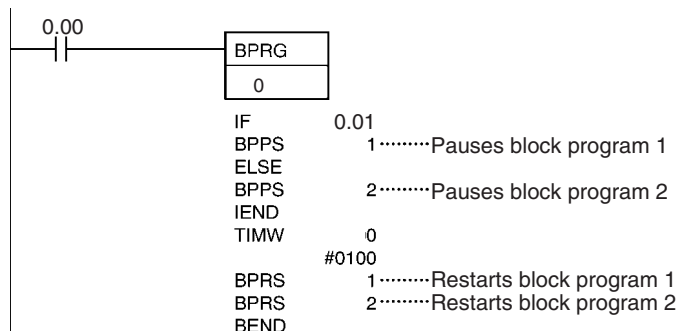 0.00
BPRG
0
IF 0.01
BPPS 1 Pauses block program 1
ELSE
BPPS 2 Pauses block program 2
IEND
TIMW 0
#0100
BPRS 1 Restarts block program 1
BPRS 2 Restarts block program 2
BEND